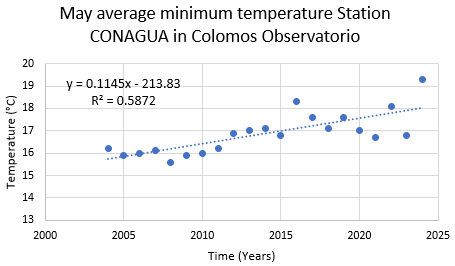 May average minimum temperature Station
CONAGUA in Colomos Observatorio
Temperature (°C)
20
19
18
17
16
15
14
13
y = 0.1145x - 213.83
R² = 0.5872
2000 2005 2010 2015 2020 2025
Time (Years)